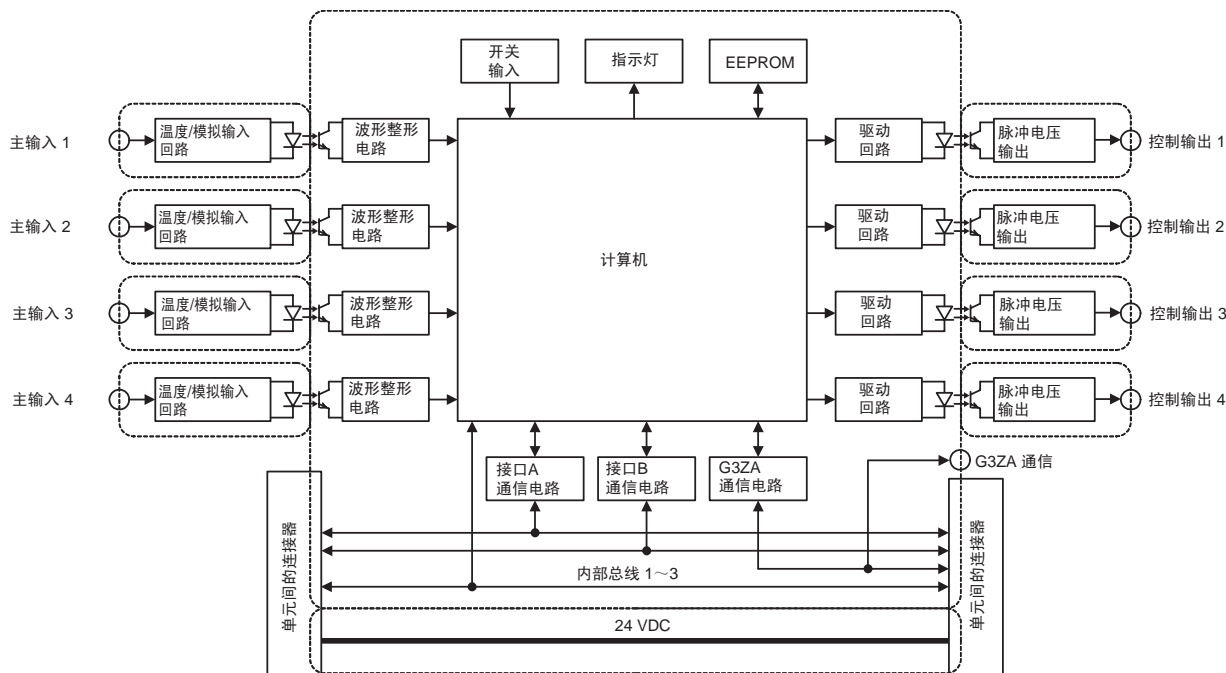 开关
输入
指示灯
EEPROM
主输入 1
温度/模拟输入
回路
波形整形
电路
驱动
回路
脉冲电压
输出
控制输出 1
主输入 2
温度/模拟输入
回路
波形整形
电路
驱动
回路
脉冲电压
输出
控制输出 2
计算机
主输入 3
温度/模拟输入
回路
波形整形
电路
驱动
回路
脉冲电压
输出
控制输出 3
主输入 4
温度/模拟输入
回路
波形整形
电路
驱动
回路
脉冲电压
输出
控制输出 4
接口A
通信电路
接口B
通信电路
G3ZA
通信电路
G3ZA 通信
单元间的连接器
内部总线 1～3
单元间的连接器
24 VDC